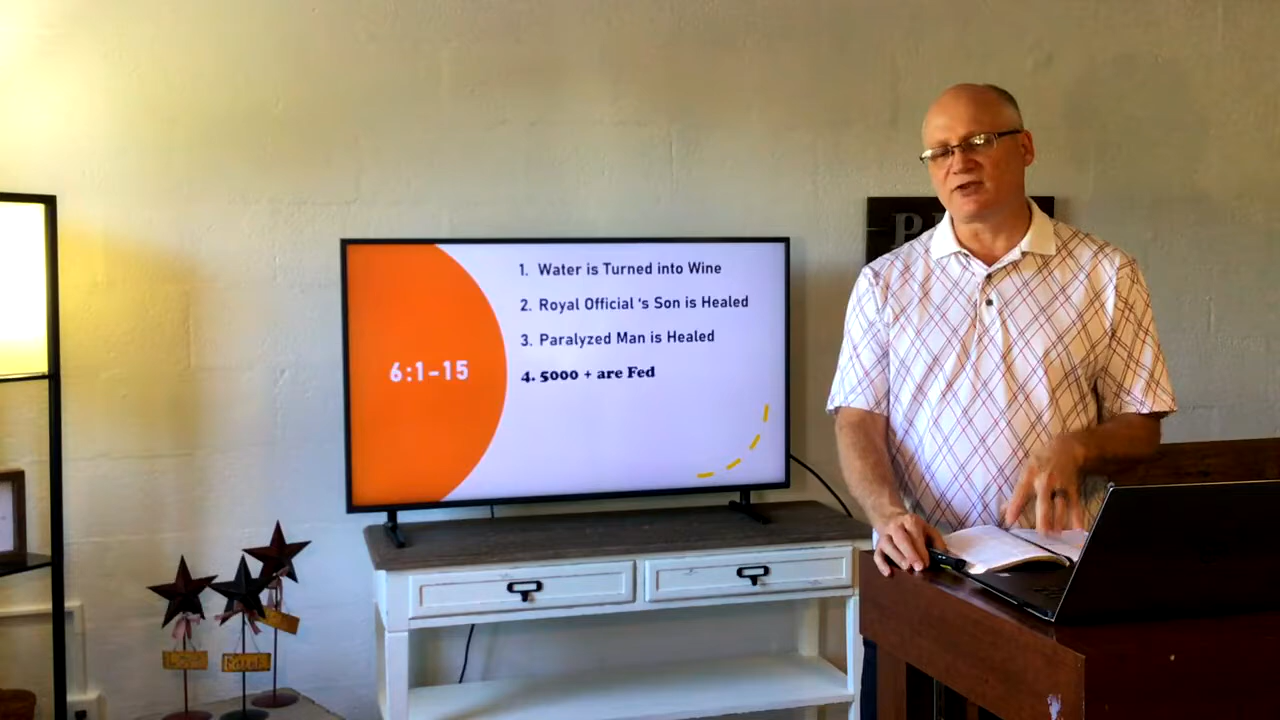 6:1-15
1. Water is Turned into Wine
2. Royal Official 's Son is Healed
3. Paralyzed Man is Healed
4. 5000 + are Fed
Faith